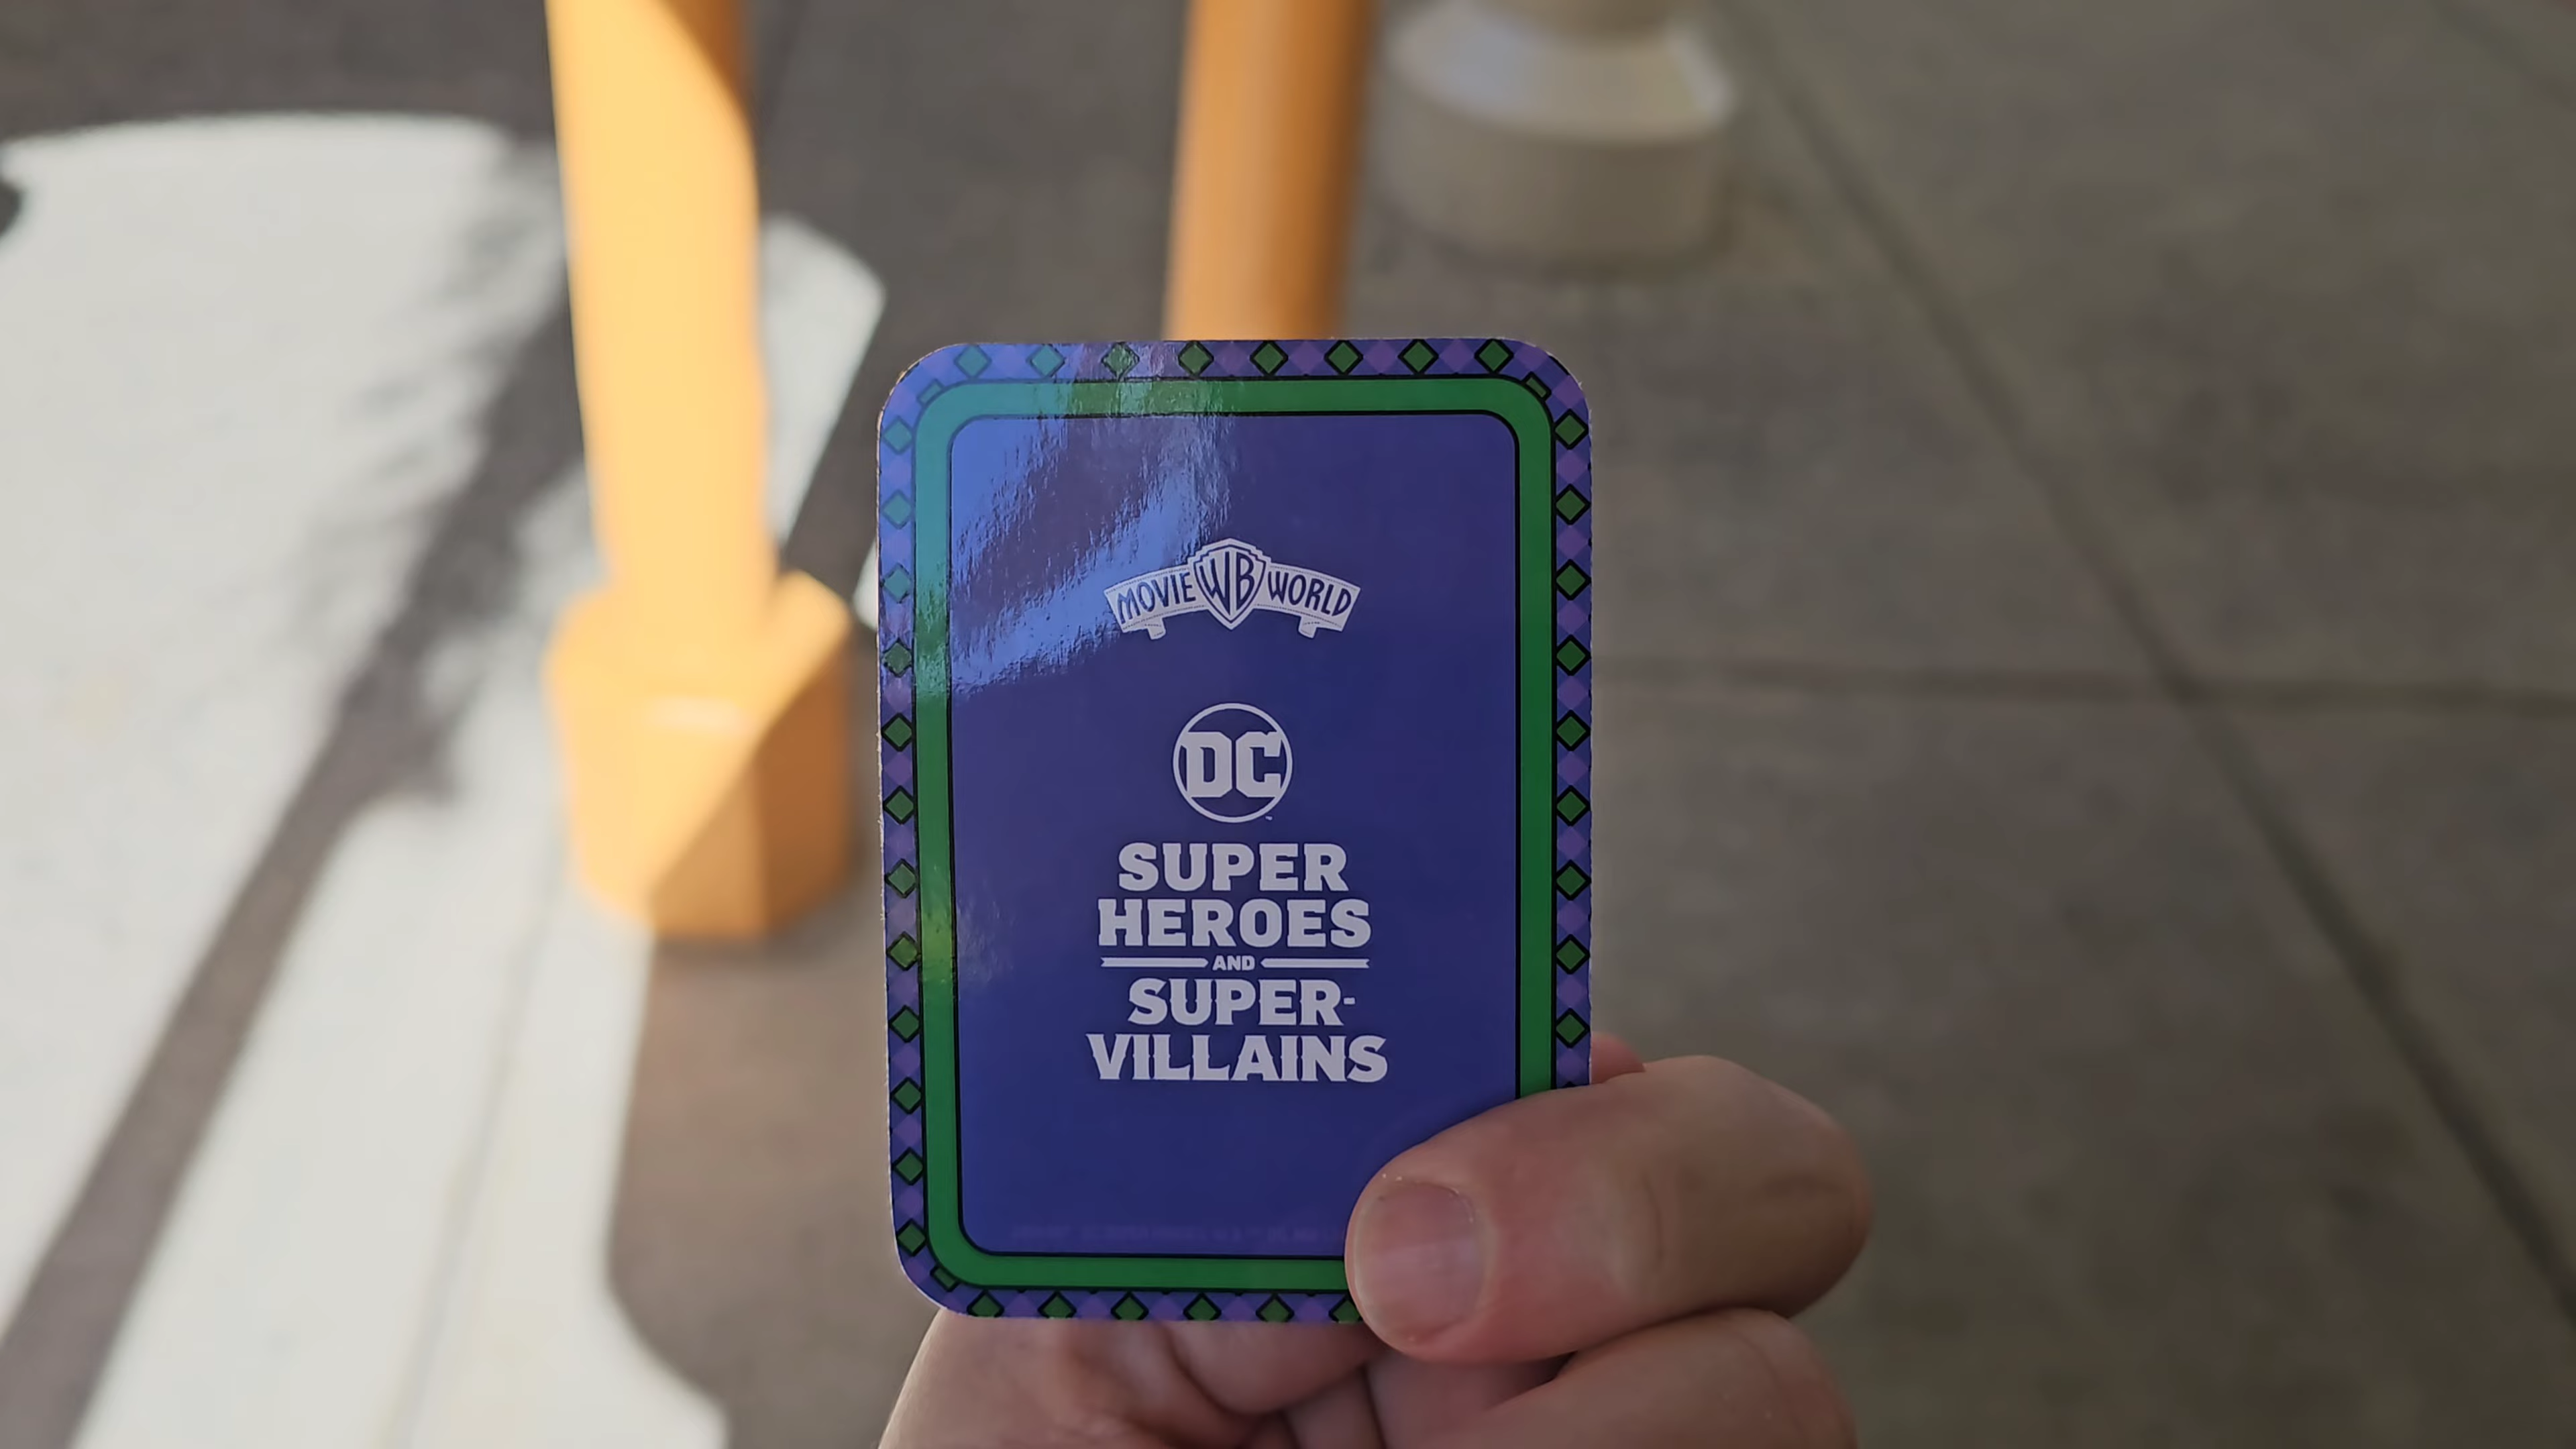 MOVIE WB WORLD
DC
SUPER
HEROES
AND
SUPER-
VILLAINS